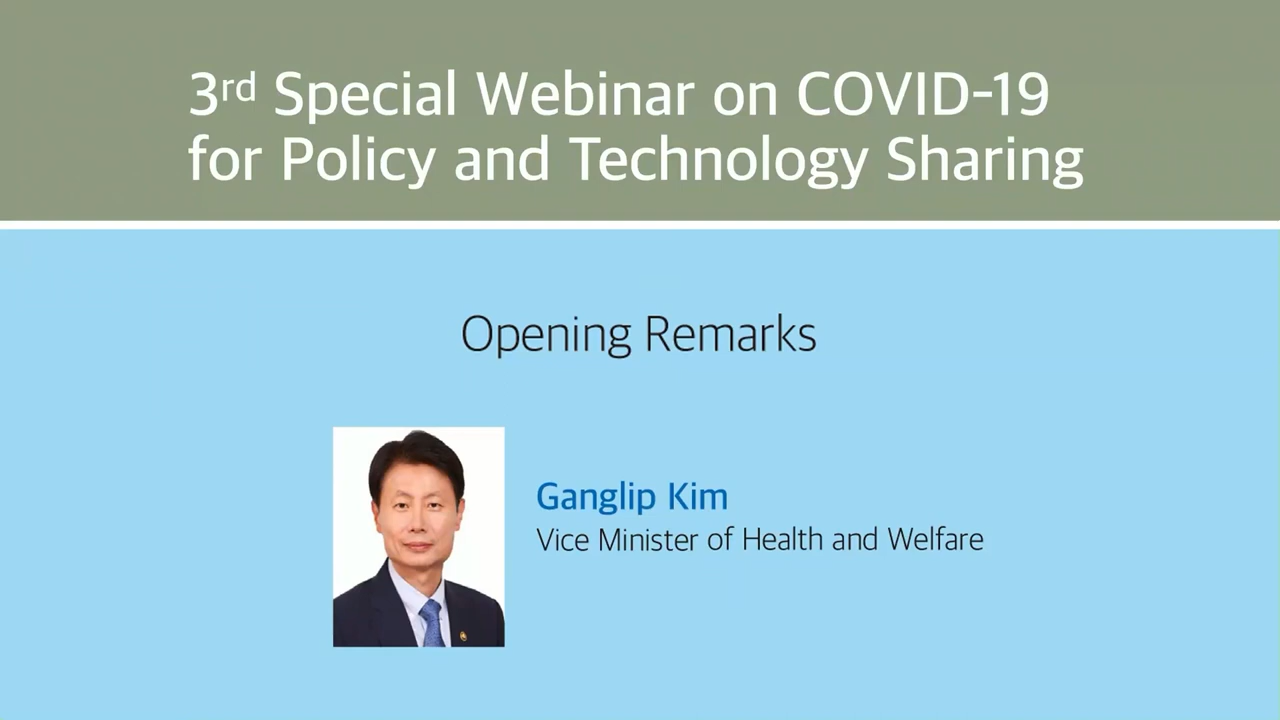 3rd Special Webinar on COVID-19
for Policy and Technology Sharing
Opening Remarks
Ganglip Kim
Vice Minister of Health and Welfare